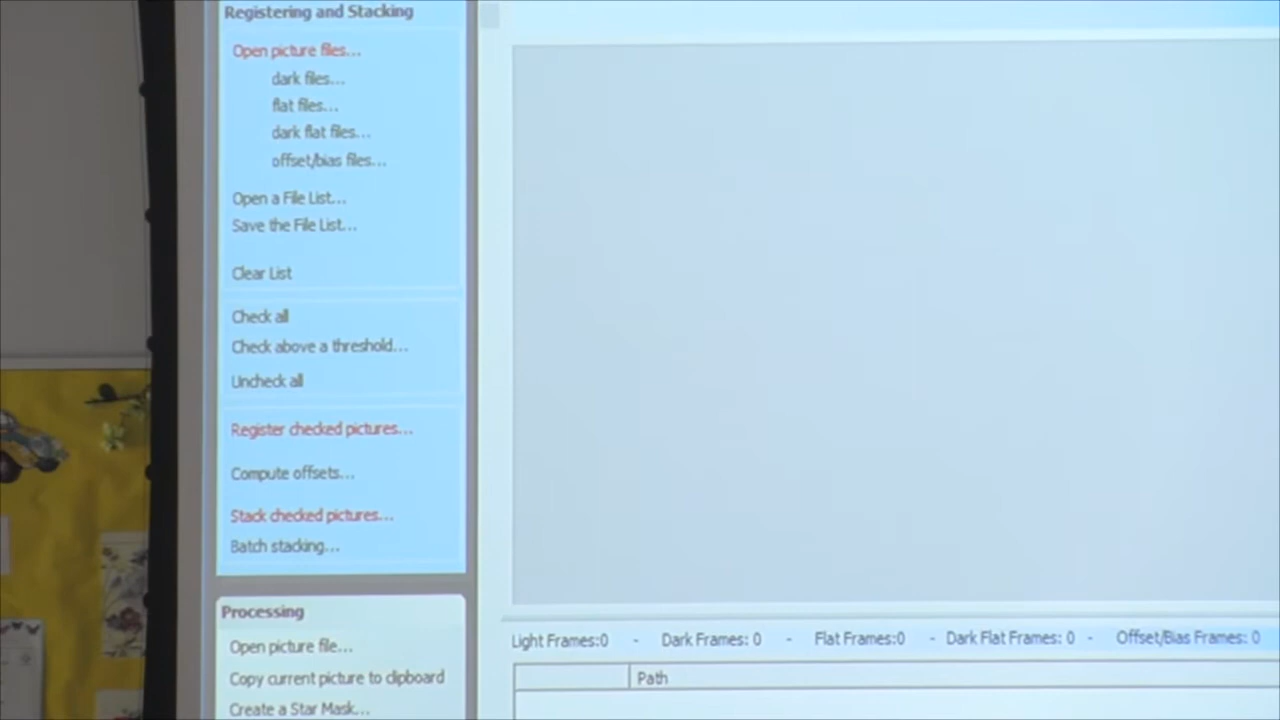 Registering and Stacking
Open picture files...
dark files...
flat files...
dark flat files...
offset/bias files...
Open a File List...
Save the File List...
Clear List
Check all
Check above a threshold...
Uncheck all
Register checked pictures...
Compute offsets...
Stack checked pictures...
Batch stacking...
Processing
Open picture file...
Copy current picture to clipboard
Create a Star Mask...
Light Frames:0 - Dark Frames: 0 - Flat Frames:0 - Dark Flat Frames: 0 - Offset/Bias Frames: 0
Path